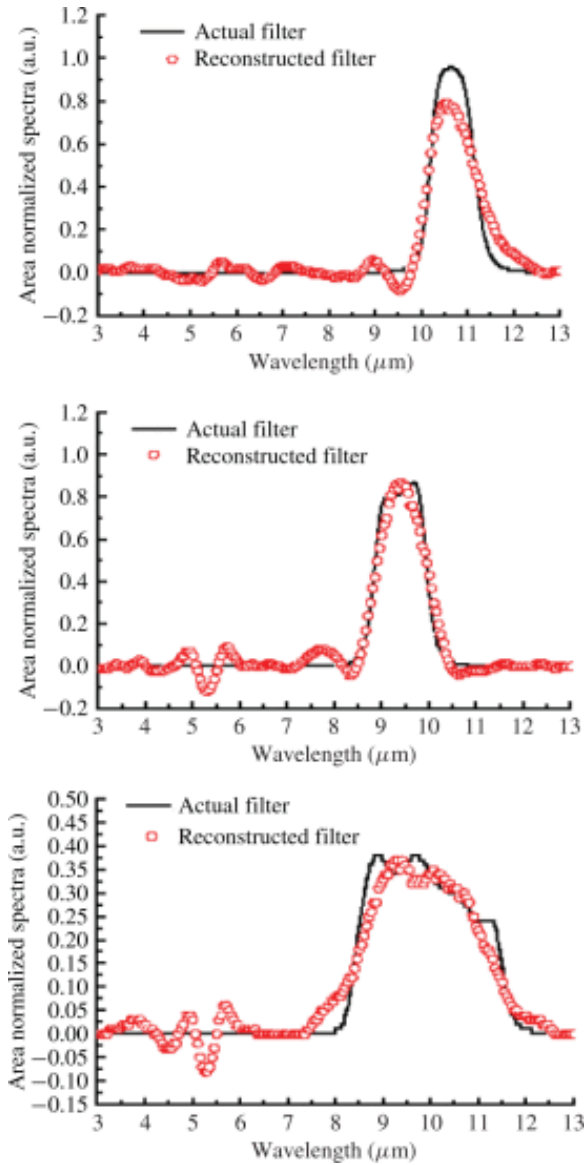 Actual filter
Reconstructed filter
Area normalized spectra (a.u.)
1.2
1.0
0.8
0.6
0.4
0.2
0.0
−0.2
3 4 5 6 7 8 9 10 11 12 13
Wavelength (μm)
Actual filter
Reconstructed filter
Area normalized spectra (a.u.)
1.2
1.0
0.8
0.6
0.4
0.2
0.0
−0.2
3 4 5 6 7 8 9 10 11 12 13
Wavelength (μm)
Actual filter
Reconstructed filter
Area normalized spectra (a.u.)
0.50
0.45
0.40
0.35
0.30
0.25
0.20
0.15
0.10
0.05
0.00
−0.05
−0.10
−0.15
3 4 5 6 7 8 9 10 11 12 13
Wavelength (μm)